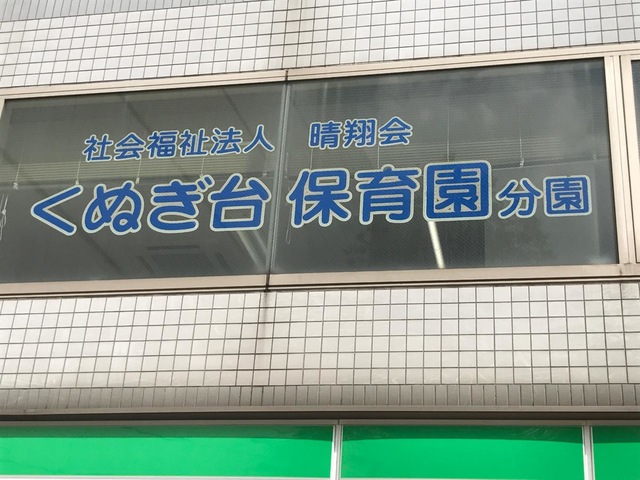 社会福祉法人 晴翔会
くぬぎ台 保育園 分園